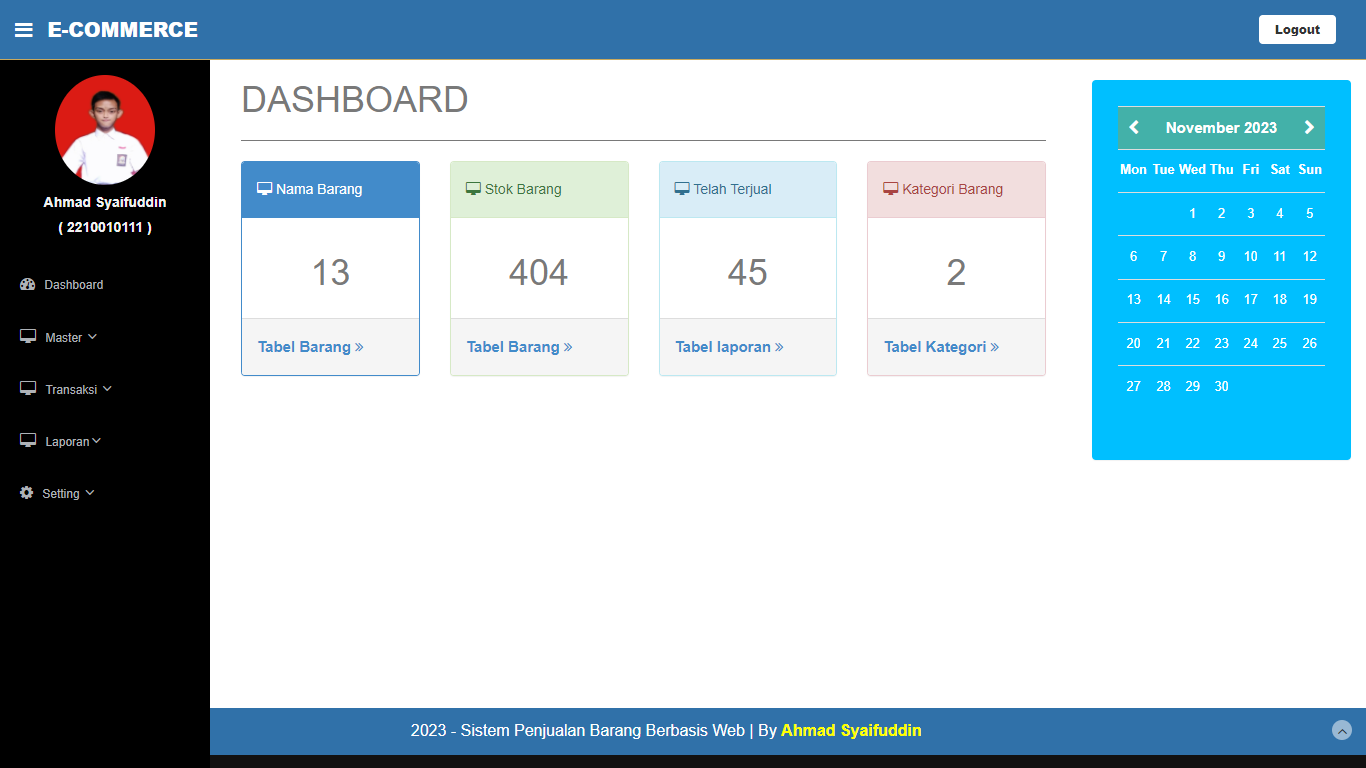 E-COMMERCE
Logout
Ahmad Syaifuddin
( 2210010111 )
Dashboard
Master
Transaksi
Laporan
Setting
DASHBOARD
Nama Barang
13
Tabel Barang »
Stok Barang
404
Tabel Barang »
Telah Terjual
45
Tabel laporan »
Kategori Barang
2
Tabel Kategori »
November 2023
Mon Tue Wed Thu Fri Sat Sun
1 2 3 4 5
6 7 8 9 10 11 12
13 14 15 16 17 18 19
20 21 22 23 24 25 26
27 28 29 30
2023 - Sistem Penjualan Barang Berbasis Web | By Ahmad Syaifuddin